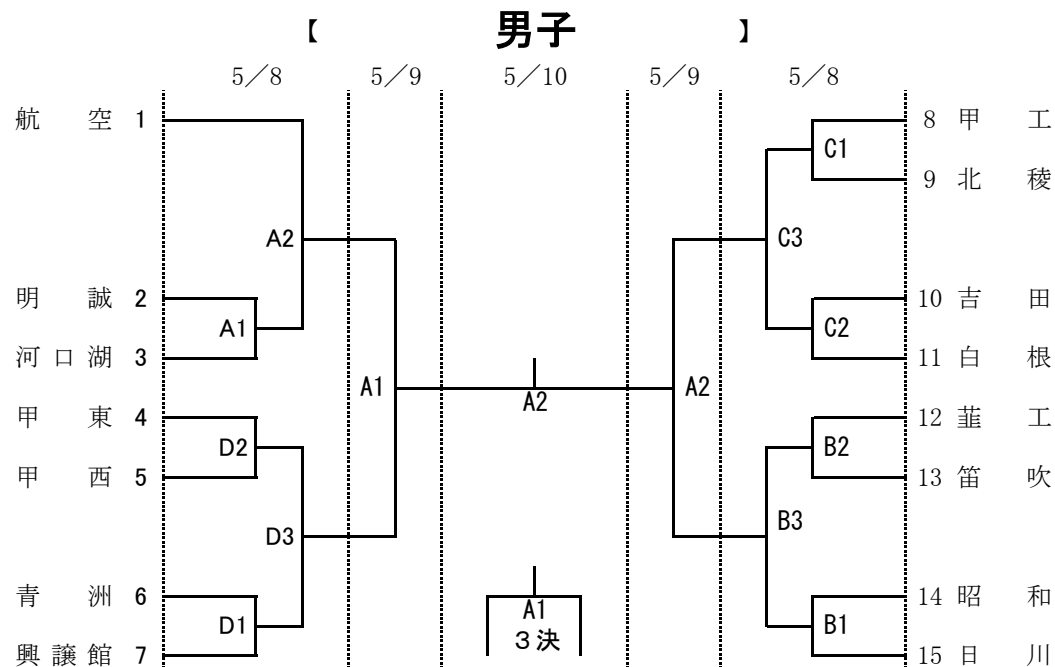 【 男子 】
5／8 5／9 5／10 5／9 5／8
航空 1 8 甲工
C1
9 北稜
A2 C3
明誠 2 10 吉田
A1 C2
河口湖 3 11 白根
A1 A2 A2
甲東 4 12 韮工
D2 B2
甲西 5 13 笛吹
D3 B3
青洲 6 14 昭和
A1
D1 B1
3決
興譲館 7 15 日川